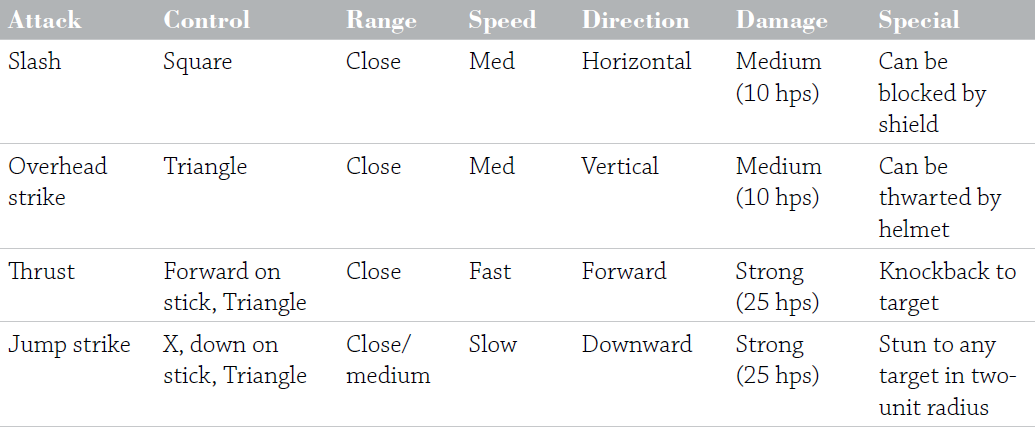 Attack Control Range Speed Direction Damage Special
Slash Square Close Med Horizontal Medium Can be
(10 hps) blocked by
shield
Overhead Triangle Close Med Vertical Medium Can be
strike (10 hps) thwarted by
helmet
Thrust Forward on Close Fast Forward Strong Knockback to
stick, Triangle (25 hps) target
Jump strike X, down on Close/ Slow Downward Strong Stun to any
stick, Triangle medium (25 hps) target in two-
unit radius